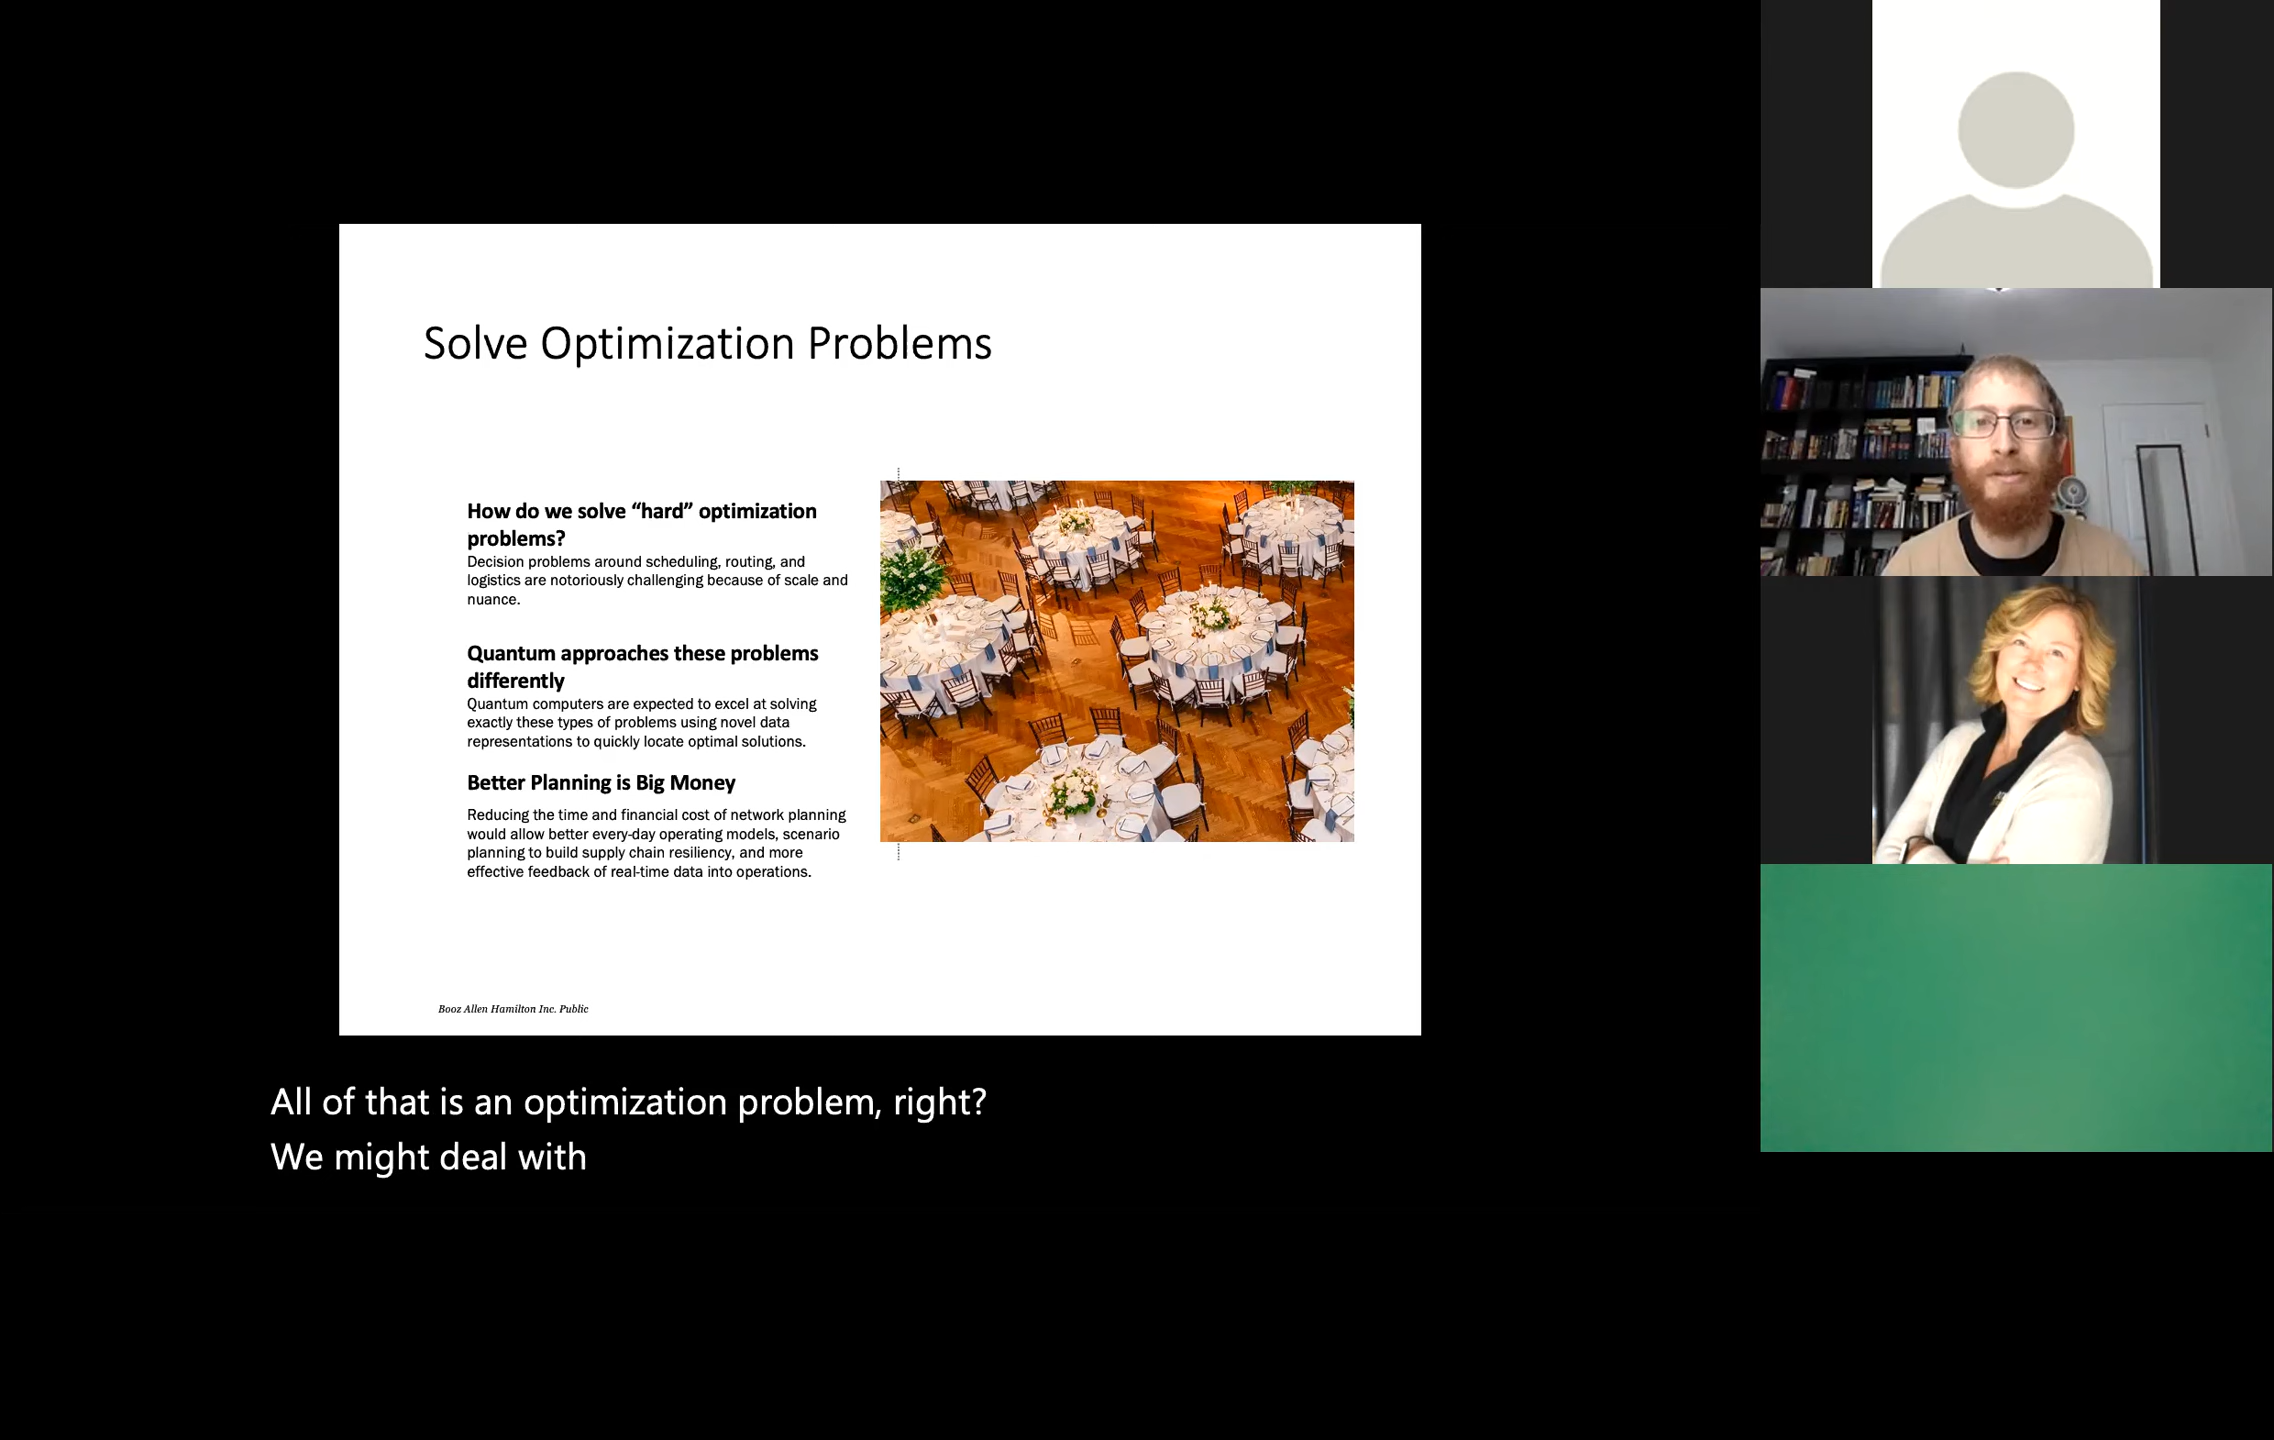 Solve Optimization Problems
How do we solve “hard” optimization
problems?
Decision problems around scheduling, routing, and
logistics are notoriously challenging because of scale and
nuance.
Quantum approaches these problems
differently
Quantum computers are expected to excel at solving
exactly these types of problems using novel data
representations to quickly locate optimal solutions.
Better Planning is Big Money
Reducing the time and financial cost of network planning
would allow better every-day operating models, scenario
planning to build supply chain resiliency, and more
effective feedback of real-time data into operations.
Booz Allen Hamilton Inc. Public
All of that is an optimization problem, right?
We might deal with